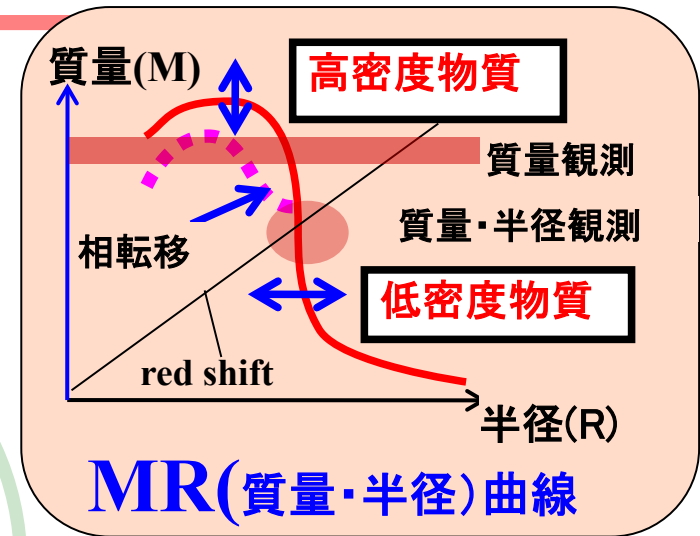 質量(M)
高密度物質
質量観測
質量・半径観測
相転移
低密度物質
red shift
半径(R)
MR(質量・半径)曲線